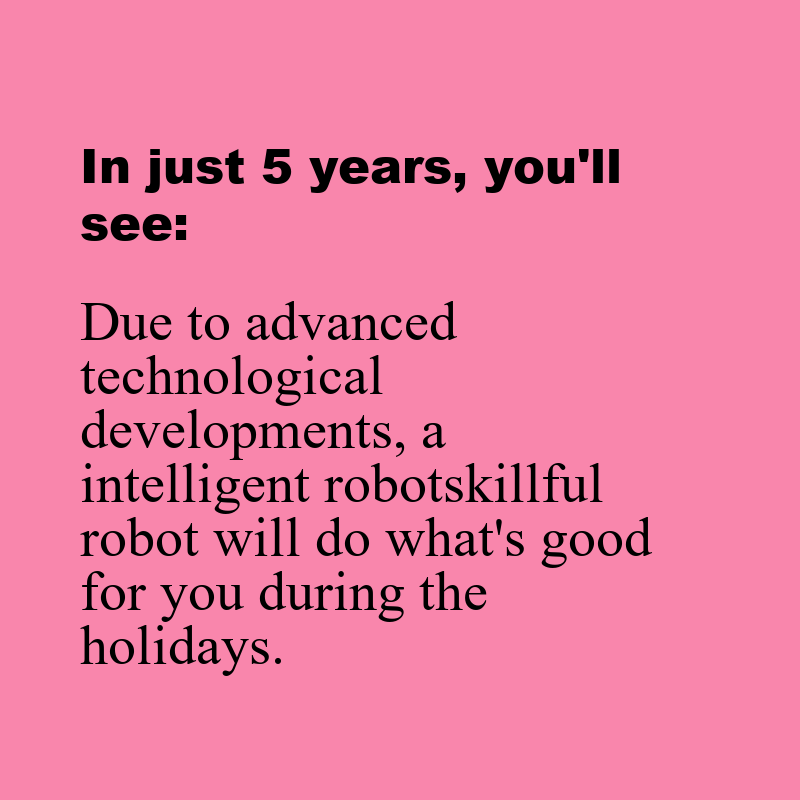 In just 5 years, you'll
see:
Due to advanced
technological
developments, a
intelligent robotskillful
robot will do what's good
for you during the
holidays.